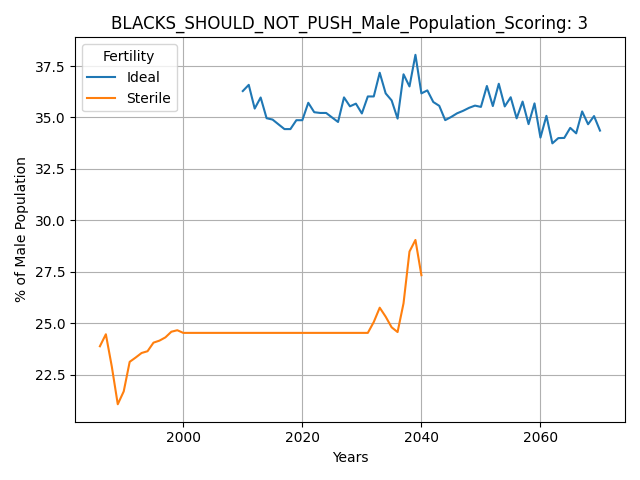 BLACKS_SHOULD_NOT_PUSH_Male_Population_Scoring: 3
Fertility
Ideal
Sterile
% of Male Population
37.5
35.0
32.5
30.0
27.5
25.0
22.5
2000
2020
2040
2060
Years